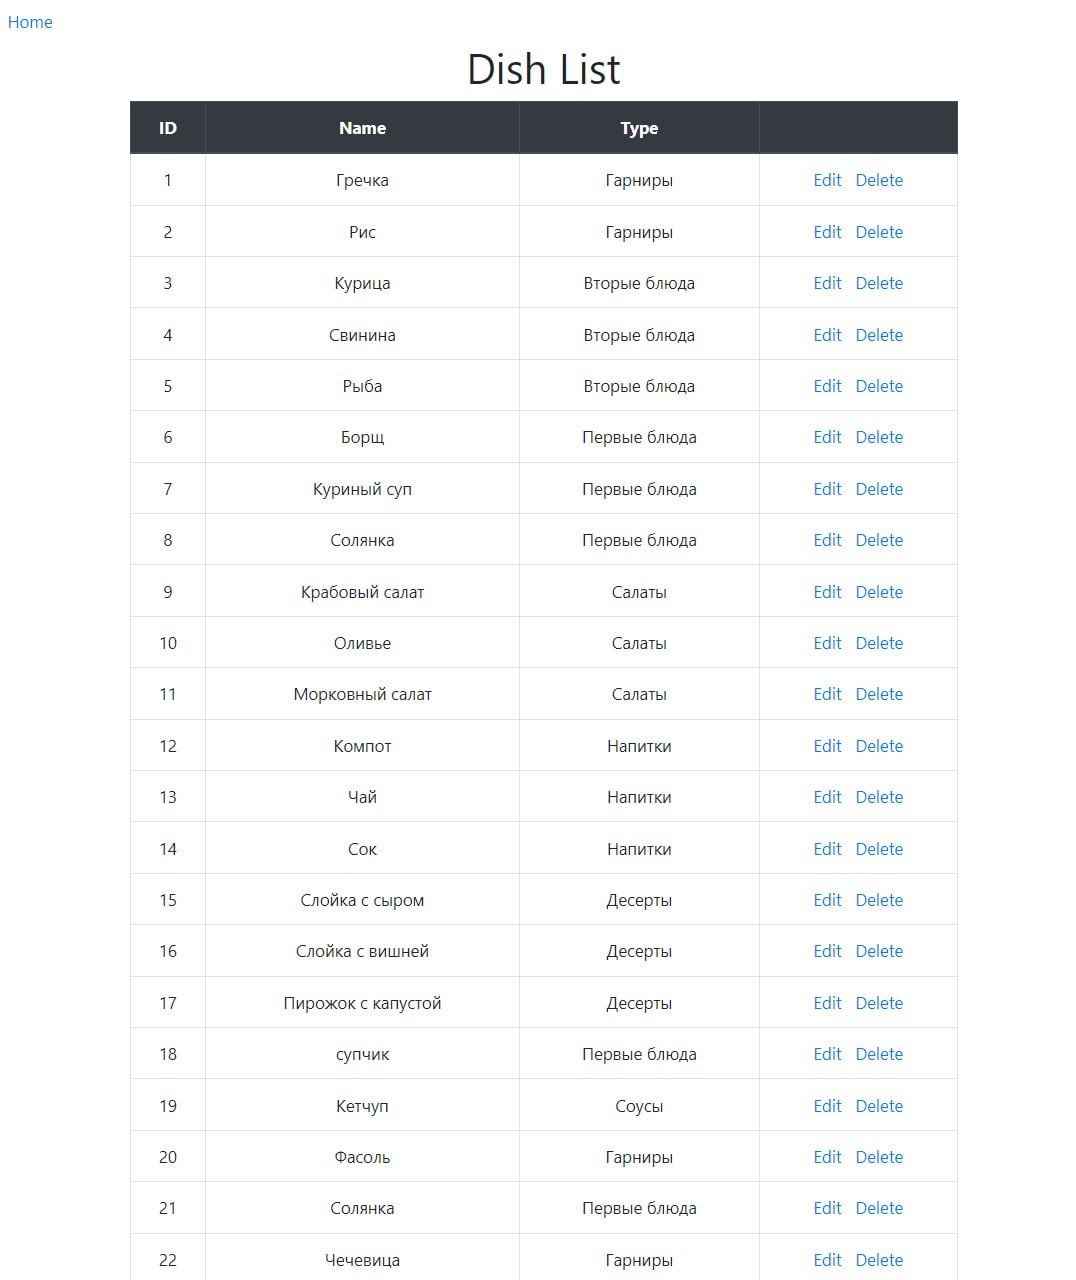 Home
Dish List
ID Name Type
1 Гречка Гарниры Edit Delete
2 Рис Гарниры Edit Delete
3 Курица Вторые блюда Edit Delete
4 Свинина Вторые блюда Edit Delete
5 Рыба Вторые блюда Edit Delete
6 Борщ Первые блюда Edit Delete
7 Куриный суп Первые блюда Edit Delete
8 Солянка Первые блюда Edit Delete
9 Крабовый салат Салаты Edit Delete
10 Оливье Салаты Edit Delete
11 Морковный салат Салаты Edit Delete
12 Компот Напитки Edit Delete
13 Чай Напитки Edit Delete
14 Сок Напитки Edit Delete
15 Слойка с сыром Десерты Edit Delete
16 Слойка с вишней Десерты Edit Delete
17 Пирожок с капустой Десерты Edit Delete
18 супчик Первые блюда Edit Delete
19 Кетчуп Соусы Edit Delete
20 Фасоль Гарниры Edit Delete
21 Солянка Первые блюда Edit Delete
22 Чечевица Гарниры Edit Delete